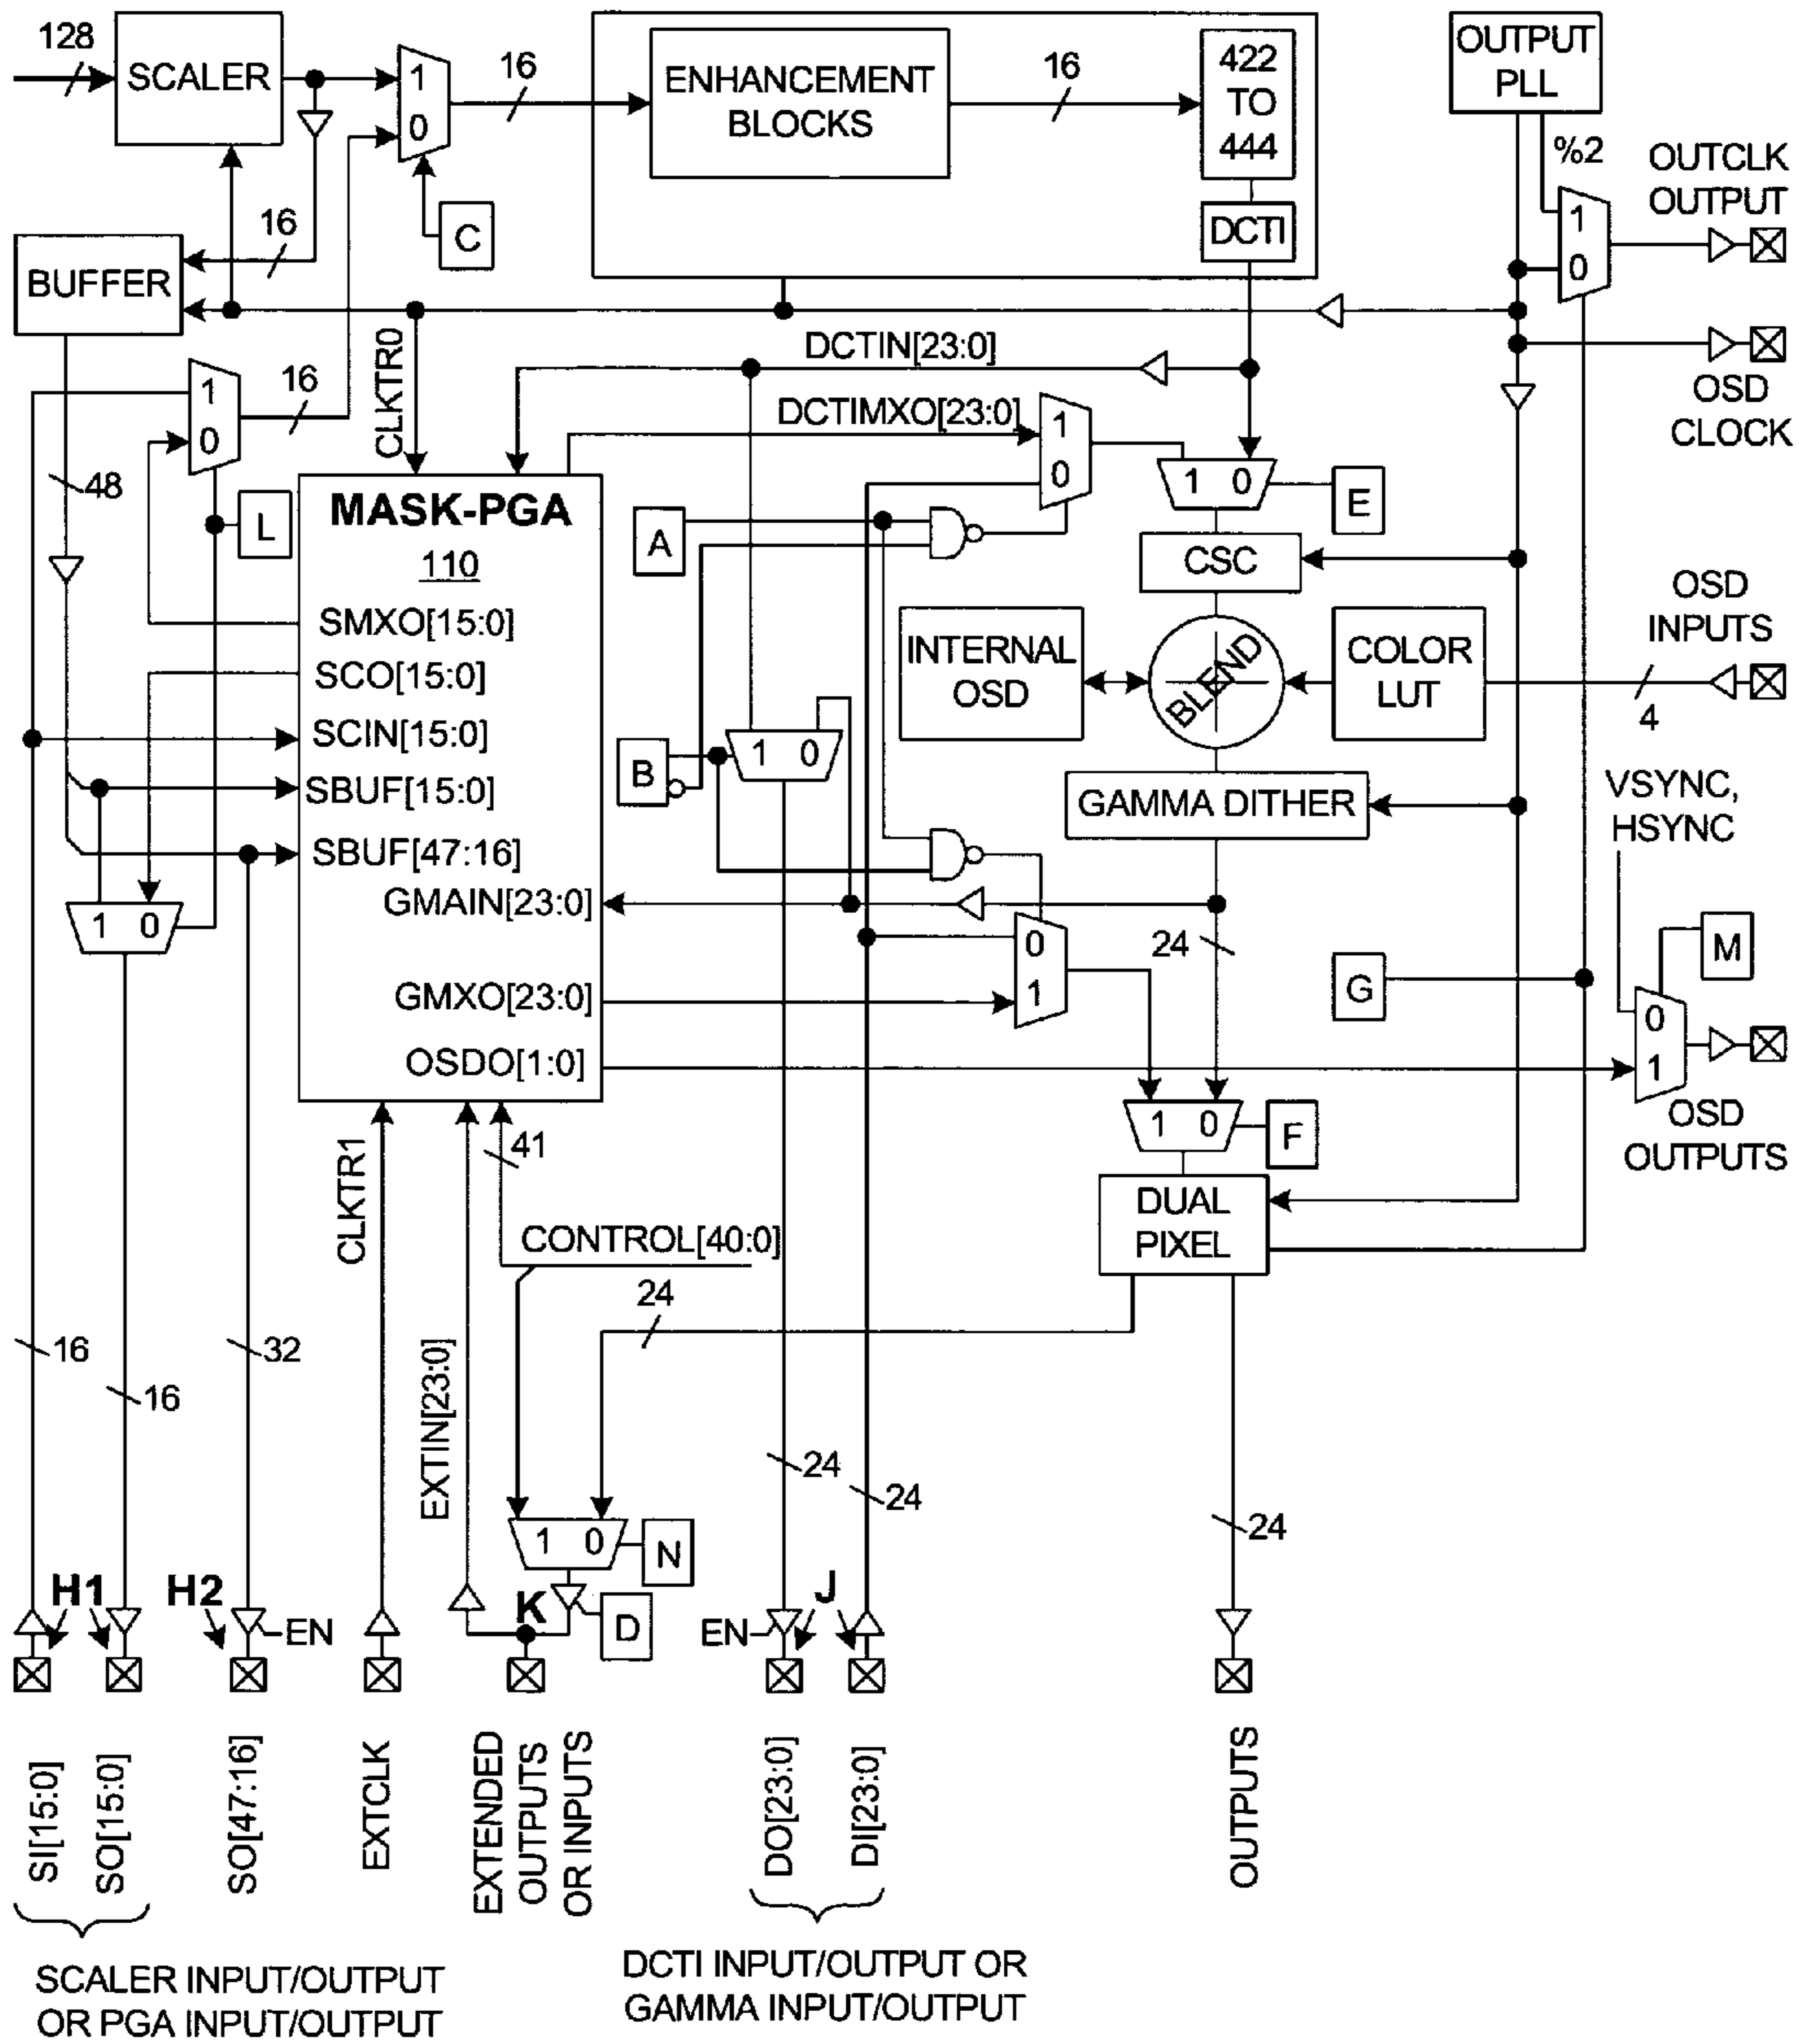 128
SCALER
1
0
16
ENHANCEMENT
BLOCKS
16
422
TO
444
DCTI
OUTPUT
PLL
%2
OUTCLK
OUTPUT
1
0
C
16
BUFFER
OSD
CLOCK
CLKTR0
DCTIN[23:0]
DCTIMXO[23:0]
1
0
16
1
0
48
L
MASK-PGA
110
A
1 0
E
CSC
SMXO[15:0]
SCO[15:0]
SCIN[15:0]
SBUF[15:0]
SBUF[47:16]
GMAIN[23:0]
GMXO[23:0]
OSDO[1:0]
INTERNAL
OSD
BLEND
COLOR
LUT
OSD
INPUTS
4
B
1 0
GAMMA DITHER
VSYNC,
HSYNC
1 0
0
1
24
G
M
0
1
OSD
OUTPUTS
1 0
F
DUAL
PIXEL
CLKTR1
41
CONTROL[40:0]
24
EXTIN[23:0]
16
16
32
24
24
24
1 0
N
D
K
H1
H2
EN
EN
J
SI[15:0]
SO[15:0]
SO[47:16]
EXTCLK
EXTENDED
OUTPUTS
OR INPUTS
DO[23:0]
DI[23:0]
OUTPUTS
SCALER INPUT/OUTPUT
OR PGA INPUT/OUTPUT
DCTI INPUT/OUTPUT OR
GAMMA INPUT/OUTPUT